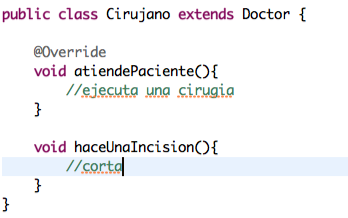 public class Cirujano extends Doctor {
@Override
void atiendePaciente(){
//ejecuta una cirugia
}
void haceUnaIncision(){
//corta
}
}